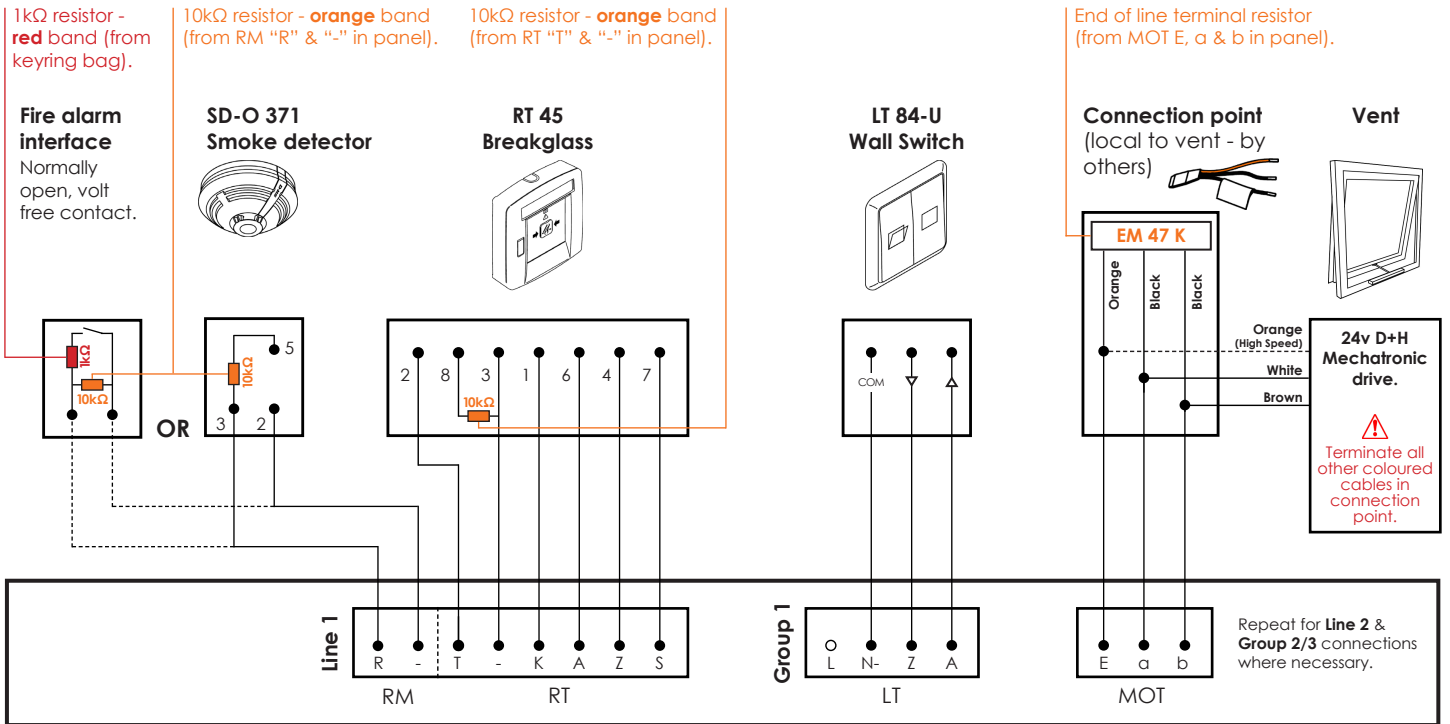 1kΩ resistor -
red band (from
keyring bag).
10kΩ resistor - orange band
(from RM “R” & “-” in panel).
10kΩ resistor - orange band
(from RT “T” & “-” in panel).
End of line terminal resistor
(from MOT E, a & b in panel).
Fire alarm
interface
Normally
open, volt
free contact.
SD-O 371
Smoke detector
RT 45
Breakglass
LT 84-U
Wall Switch
Connection point
(local to vent - by
others)
Vent
EM 47 K
Orange
Black
Black
1kΩ
10kΩ
OR
10kΩ
5
3
2
2
8
3
1
6
4
7
10kΩ
COM
Orange
(High Speed)
White
Brown
24v D+H
Mechatronic
drive.
Terminate all
other coloured
cables in
connection
point.
Line 1
R
-
T
-
K
A
Z
S
RM
RT
Group 1
L
N-
Z
A
LT
E
a
b
MOT
Repeat for Line 2 &
Group 2/3 connections
where necessary.